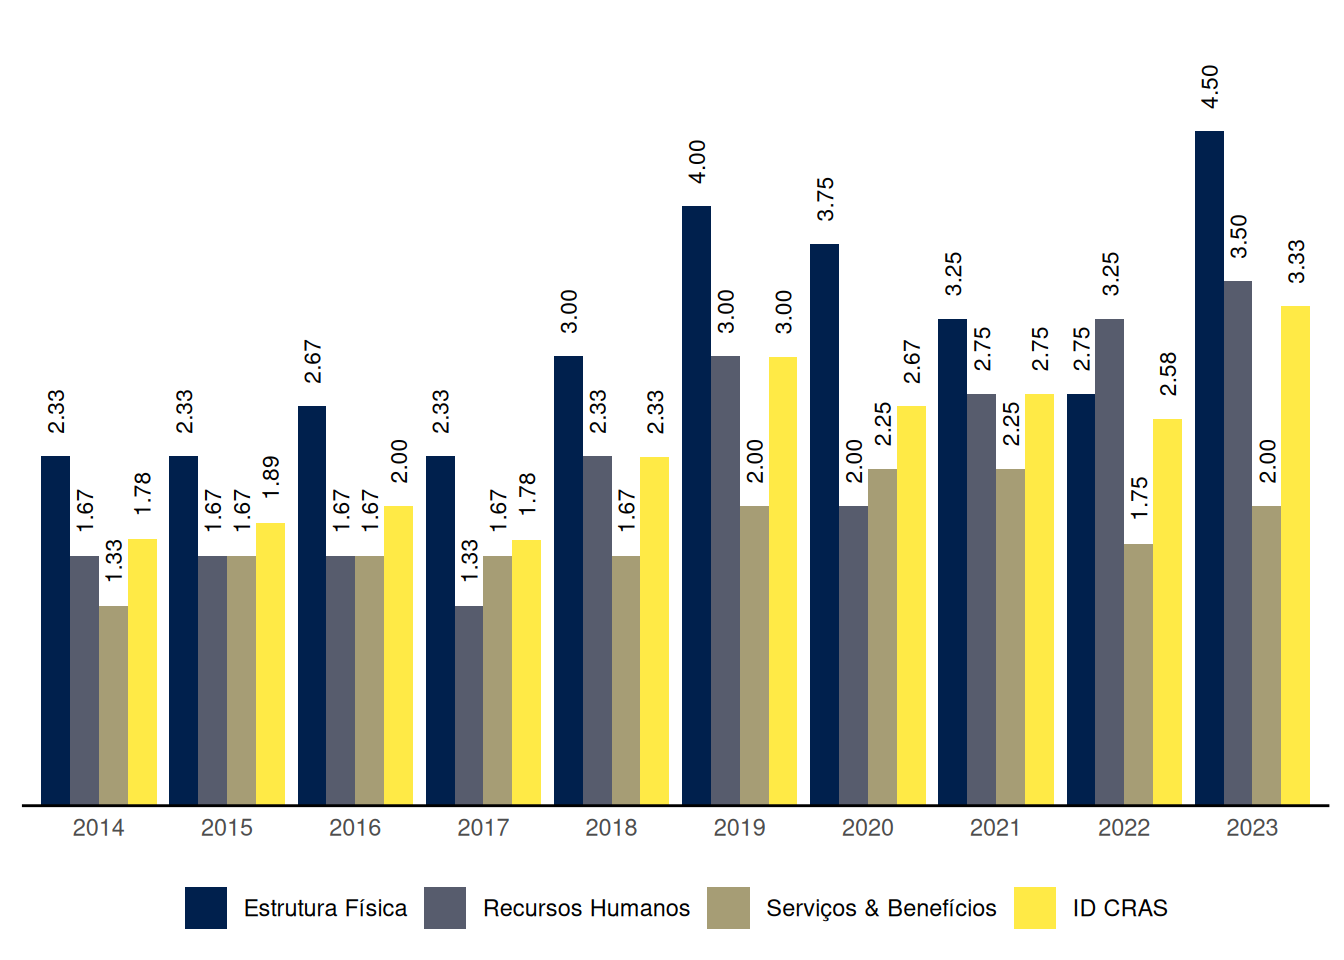 2.33 1.67 1.33 1.78
2.33 1.67 1.67 1.89
2.67 1.67 1.67 2.00
2.33 1.33 1.67 1.78
3.00 2.33 1.67 2.33
4.00 3.00 2.00 3.00
3.75 2.00 2.25 2.67
3.25 2.75 2.25 2.75
2.75 3.25 1.75 2.58
4.50 3.50 2.00 3.33
2014 2015 2016 2017 2018 2019 2020 2021 2022 2023
Estrutura Física Recursos Humanos Serviços & Benefícios ID CRAS